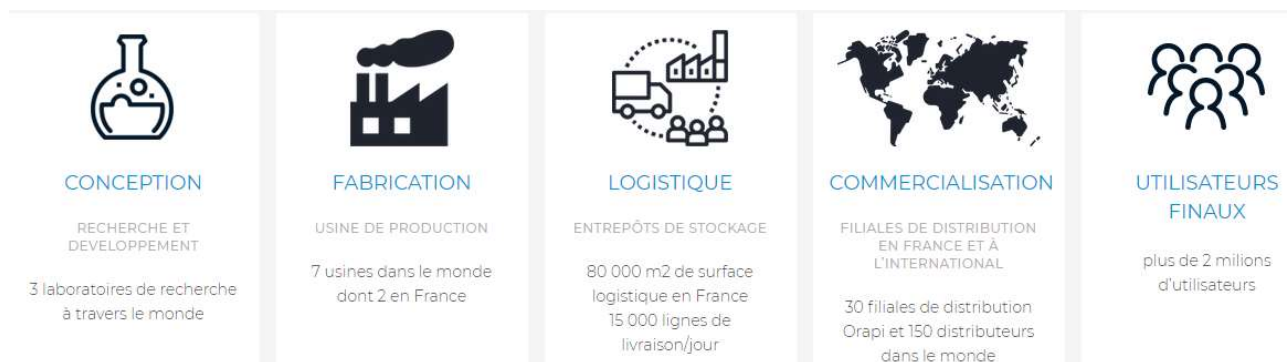 CONCEPTION
RECHERCHE ET
DEVELOPPEMENT
3 laboratoires de recherche
à travers le monde
FABRICATION
USINE DE PRODUCTION
7 usines dans le monde
dont 2 en France
LOGISTIQUE
ENTREPÔTS DE STOCKAGE
80 000 m2 de surface
logistique en France
15 000 lignes de
livraison/jour
COMMERCIALISATION
FILIALES DE DISTRIBUTION
EN FRANCE ET À
L'INTERNATIONAL
30 filiales de distribution
Orapi et 150 distributeurs
dans le monde
UTILISATEURS
FINAUX
plus de 2 milions
d'utilisateurs